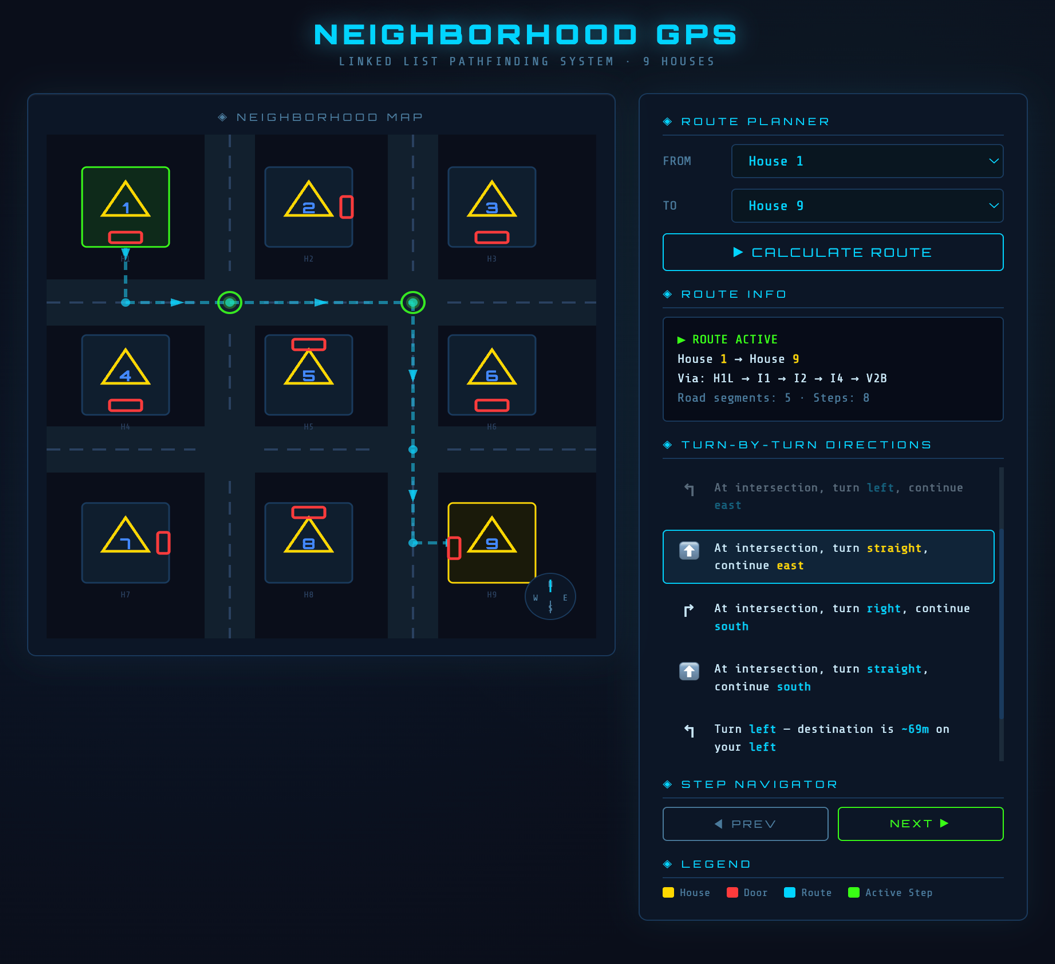 NEIGHBORHOOD GPS
LINKED LIST PATHFINDING SYSTEM · 9 HOUSES
◈ NEIGHBORHOOD MAP
1
2
3
H2
H3
4
5
6
H4
H5
H6
7
8
9
H7
H8
H9
W E
S
◈ ROUTE PLANNER
FROM
House 1
TO
House 9
▶ CALCULATE ROUTE
◈ ROUTE INFO
▶ ROUTE ACTIVE
House 1 → House 9
Via: H1L → I1 → I2 → I4 → V2B
Road segments: 5 · Steps: 8
◈ TURN-BY-TURN DIRECTIONS
↰ At intersection, turn left, continue
east
⬆ At intersection, turn straight,
continue east
↱ At intersection, turn right, continue
south
⬆ At intersection, turn straight,
continue south
↰ Turn left — destination is ~69m on
your left
◈ STEP NAVIGATOR
◀ PREV
NEXT ▶
◈ LEGEND
House
Door
Route
Active Step